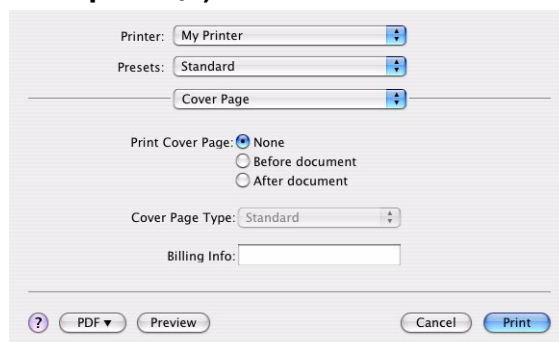 Printer: My Printer
Presets: Standard
Cover Page
Print Cover Page: None
Before document
After document
Cover Page Type: Standard
Billing Info:
? PDF▼ Preview Cancel Print